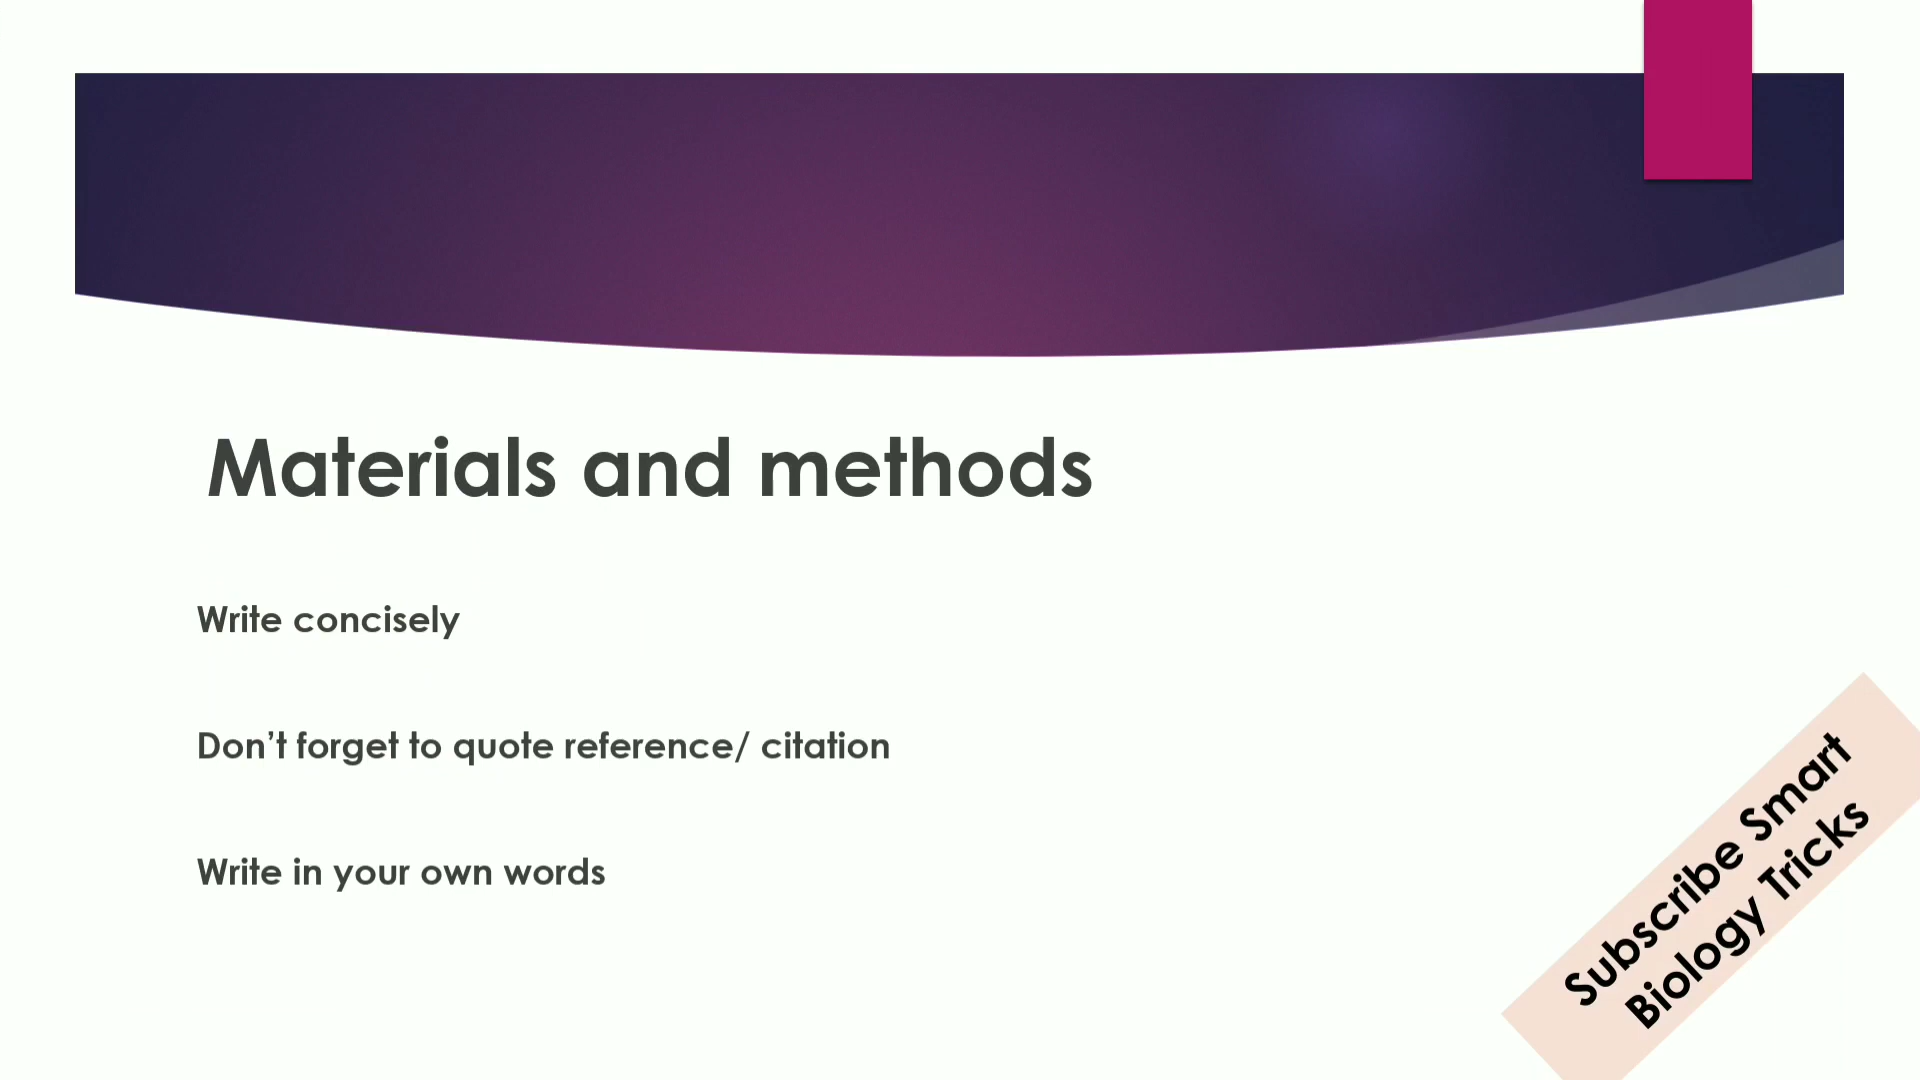 Materials and methods
Write concisely
Don’t forget to quote reference/ citation
Write in your own words
Subscribe Smart
Biology Tricks